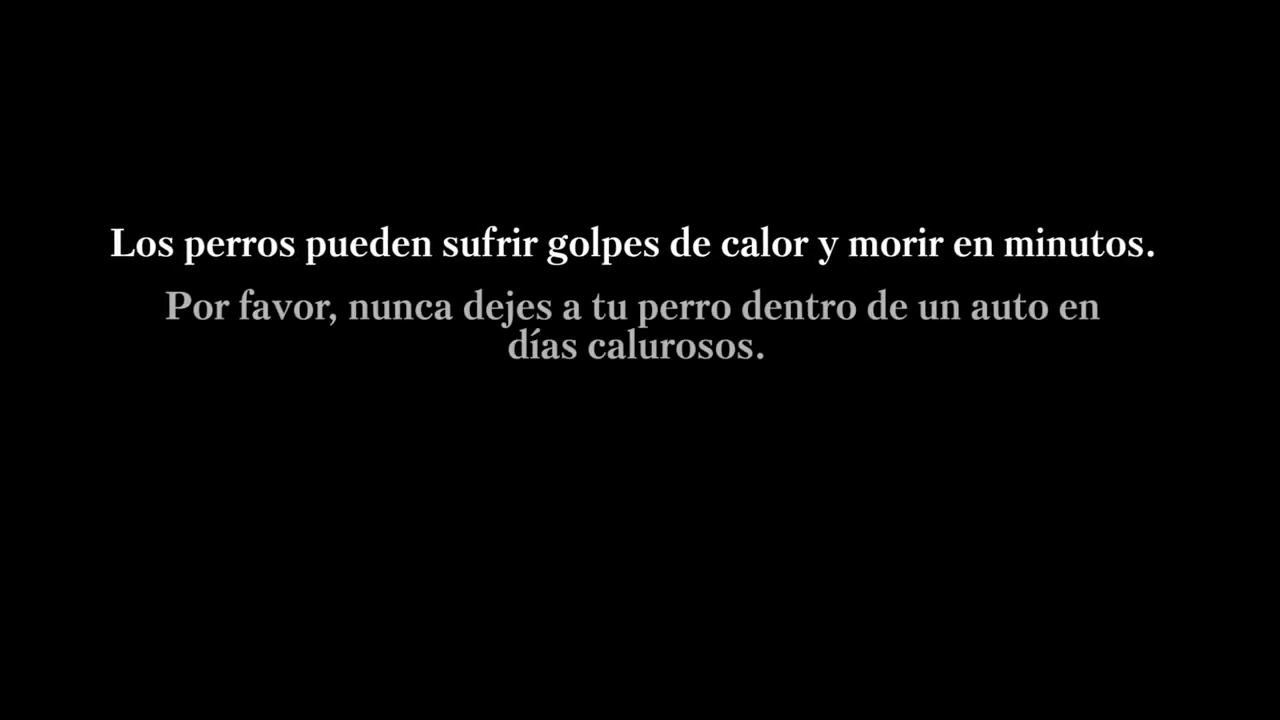 Los perros pueden sufrir golpes de calor y morir en minutos.
Por favor, nunca dejes a tu perro dentro de un auto en
días calurosos.